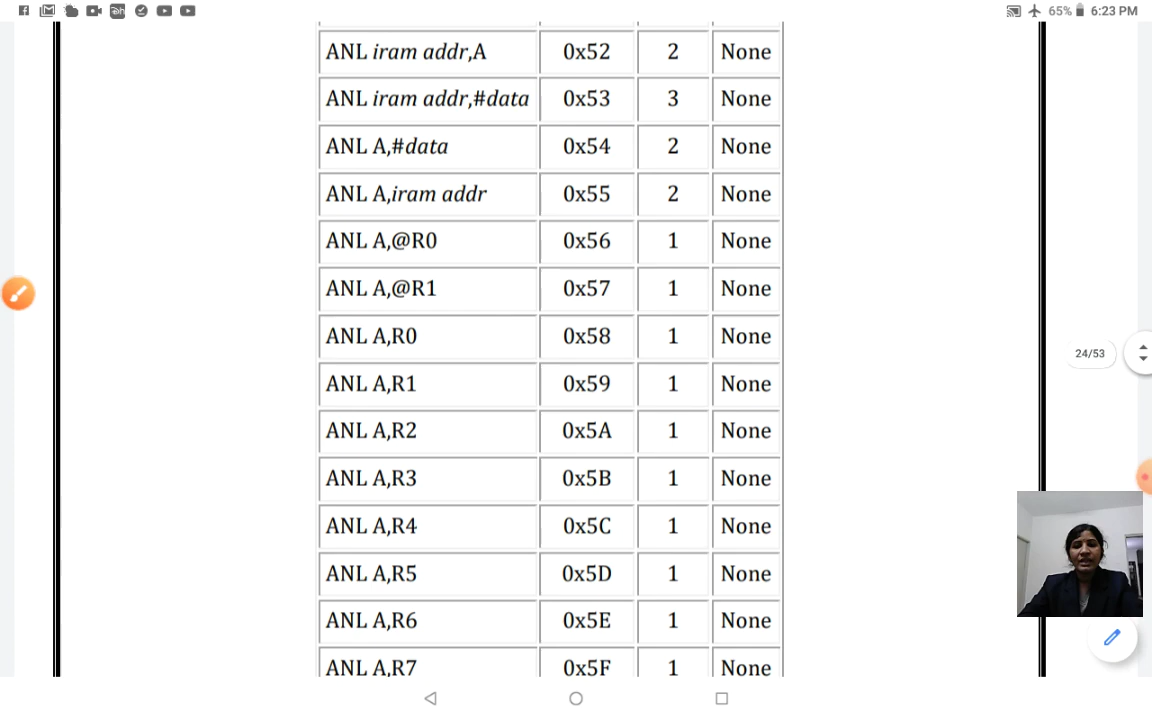 65% 6:23 PM
ANL iram addr,A 0x52 2 None
ANL iram addr,#data 0x53 3 None
ANL A,#data 0x54 2 None
ANL A,iram addr 0x55 2 None
ANL A,@R0 0x56 1 None
ANL A,@R1 0x57 1 None
ANL A,R0 0x58 1 None
24/53
ANL A,R1 0x59 1 None
ANL A,R2 0x5A 1 None
ANL A,R3 0x5B 1 None
ANL A,R4 0x5C 1 None
ANL A,R5 0x5D 1 None
ANL A,R6 0x5E 1 None
ANL A,R7 0x5F 1 None